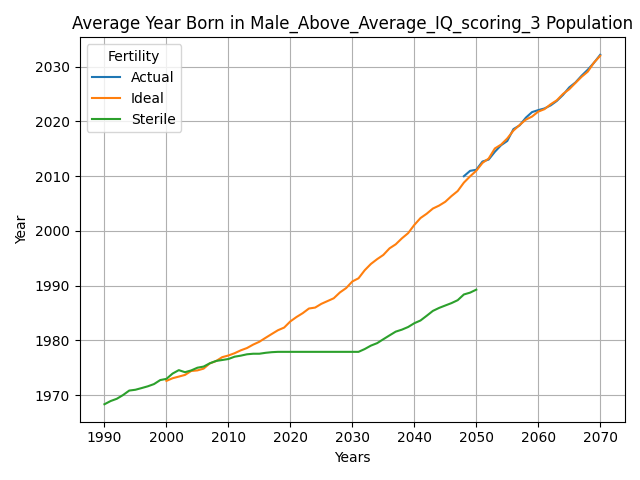 Average Year Born in Male_Above_Average_IQ_scoring_3 Population
Fertility
Actual
Ideal
Sterile
Year
2030
2020
2010
2000
1990
1980
1970
1990 2000 2010 2020 2030 2040 2050 2060 2070
Years